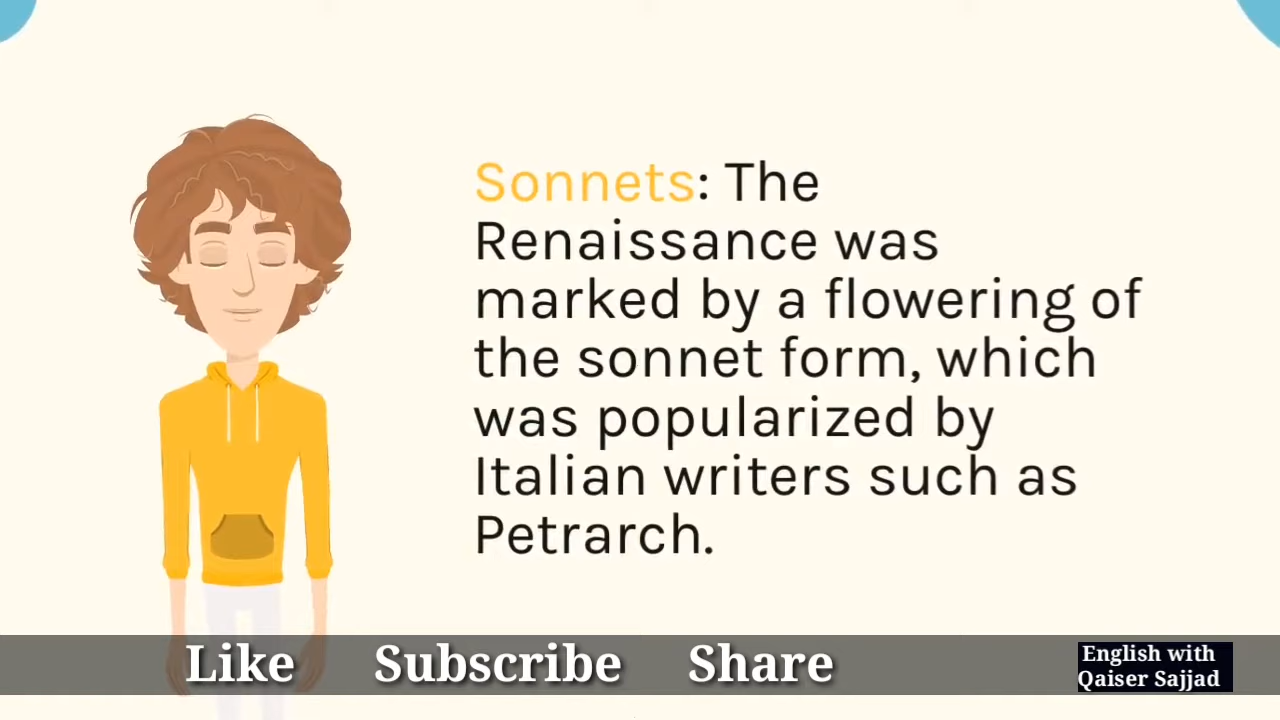 Sonnets: The
Renaissance was
marked by a flowering of
the sonnet form, which
was popularized by
Italian writers such as
Petrarch.
Like Subscribe Share
English with
Qaiser Sajjad